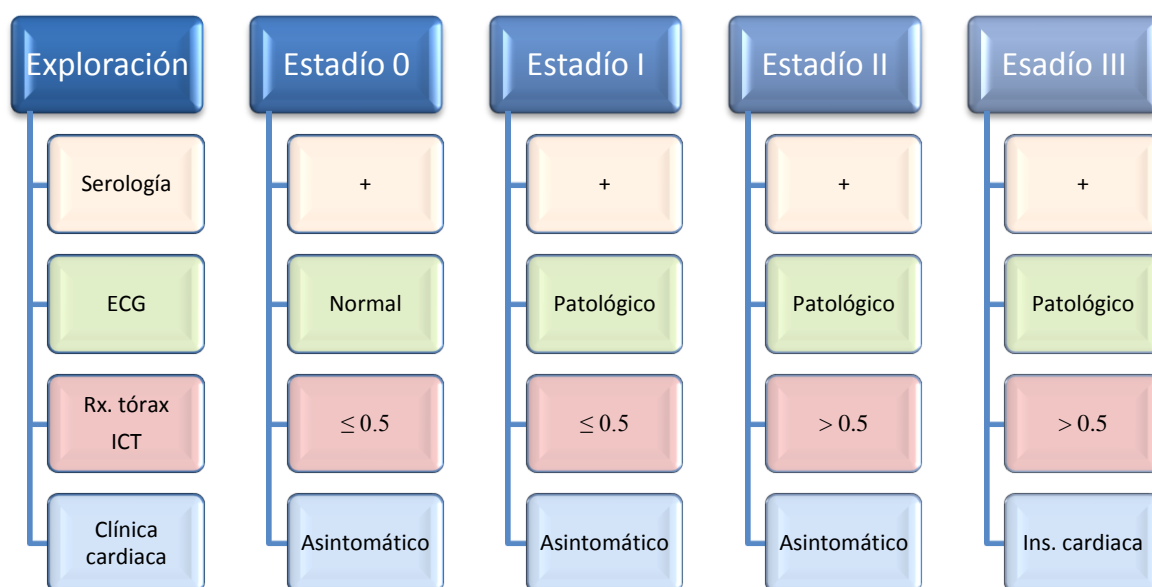 Exploración
Estadío 0
Estadío I
Estadío II
Esadío III
Serología
+
+
+
+
ECG
Normal
Patológico
Patológico
Patológico
Rx. tórax
ICT
≤ 0.5
≤ 0.5
> 0.5
> 0.5
Clínica
cardiaca
Asintomático
Asintomático
Asintomático
Ins. cardiaca